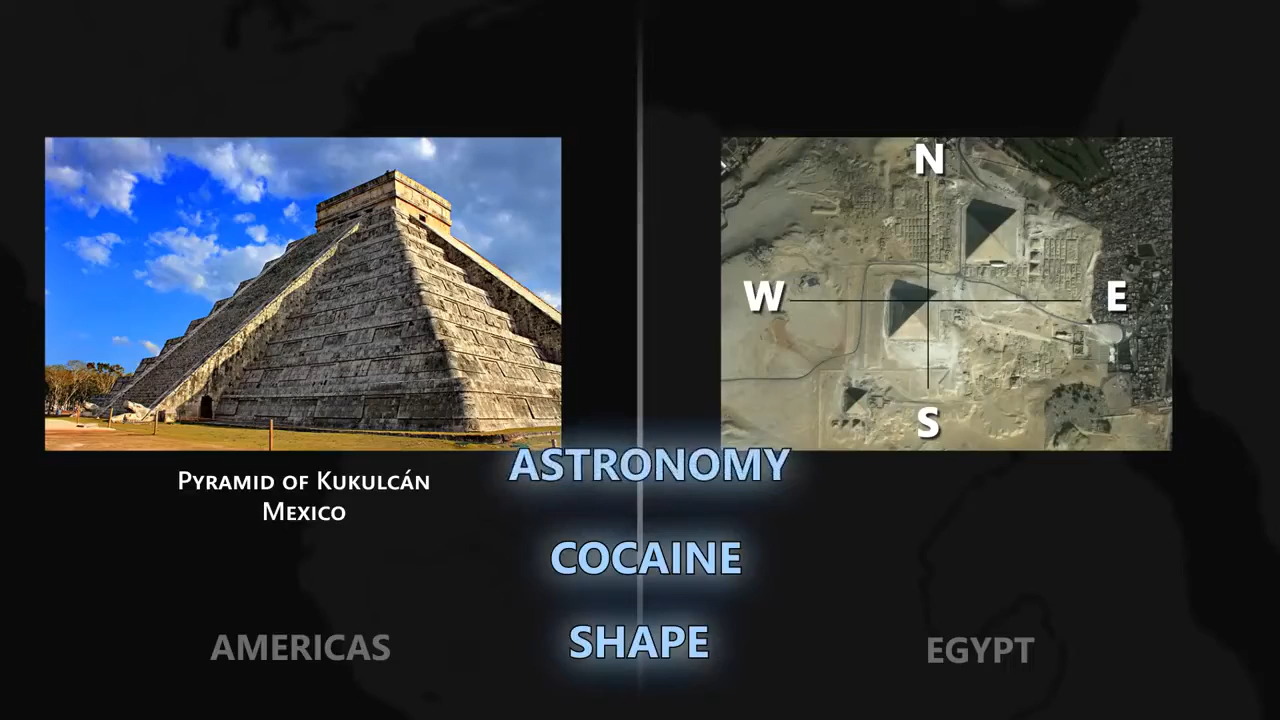 N
W
E
S
ASTRONOMY
Pyramid of Kukulcán
Mexico
COCAINE
SHAPE
AMERICAS
EGYPT